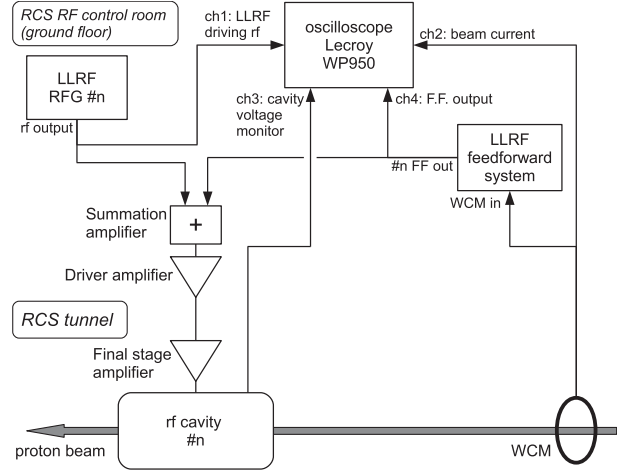 RCS RF control room
(ground floor)
ch1: LLRF
driving rf
oscilloscope
Lecroy
WP950
ch2: beam current
LLRF
RFG #n
rf output
ch3: cavity
voltage
monitor
ch4: F.F. output
#n FF out
LLRF
feedforward
system
WCM in
Summation
amplifier
+
Driver amplifier
RCS tunnel
Final stage
amplifier
rf cavity
#n
proton beam
WCM